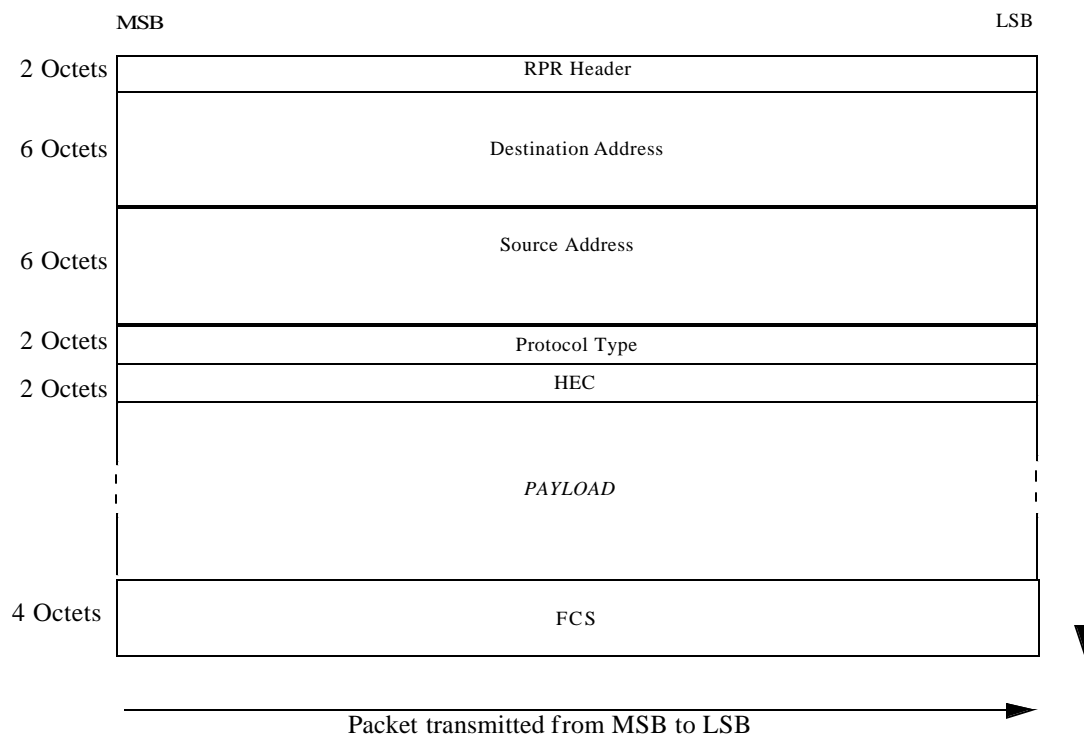 MSB LSB
2 Octets RPR Header
6 Octets Destination Address
6 Octets Source Address
2 Octets Protocol Type
2 Octets HEC
PAYLOAD
4 Octets FCS
Packet transmitted from MSB to LSB